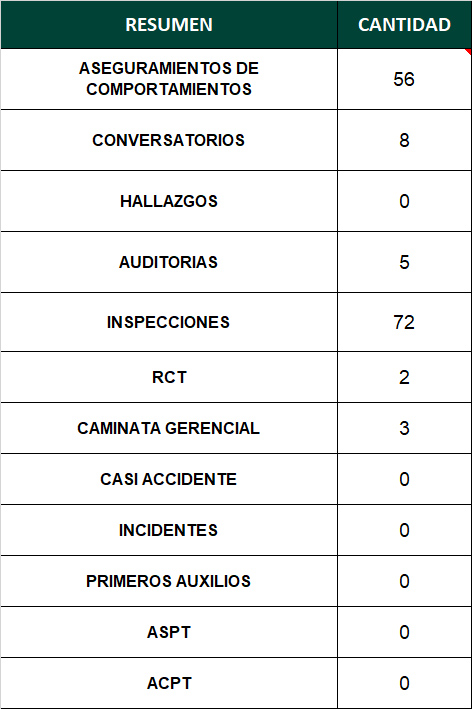 RESUMEN CANTIDAD
ASEGURAMIENTOS DE
COMPORTAMIENTOS 56
CONVERSATORIOS 8
HALLAZGOS 0
AUDITORIAS 5
INSPECCIONES 72
RCT 2
CAMINATA GERENCIAL 3
CASI ACCIDENTE 0
INCIDENTES 0
PRIMEROS AUXILIOS 0
ASPT 0
ACPT 0